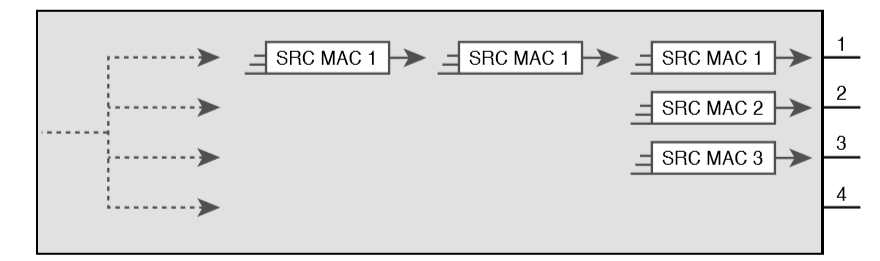 SRC MAC 1 SRC MAC 1 SRC MAC 1 1
SRC MAC 2 2
SRC MAC 3 3
4